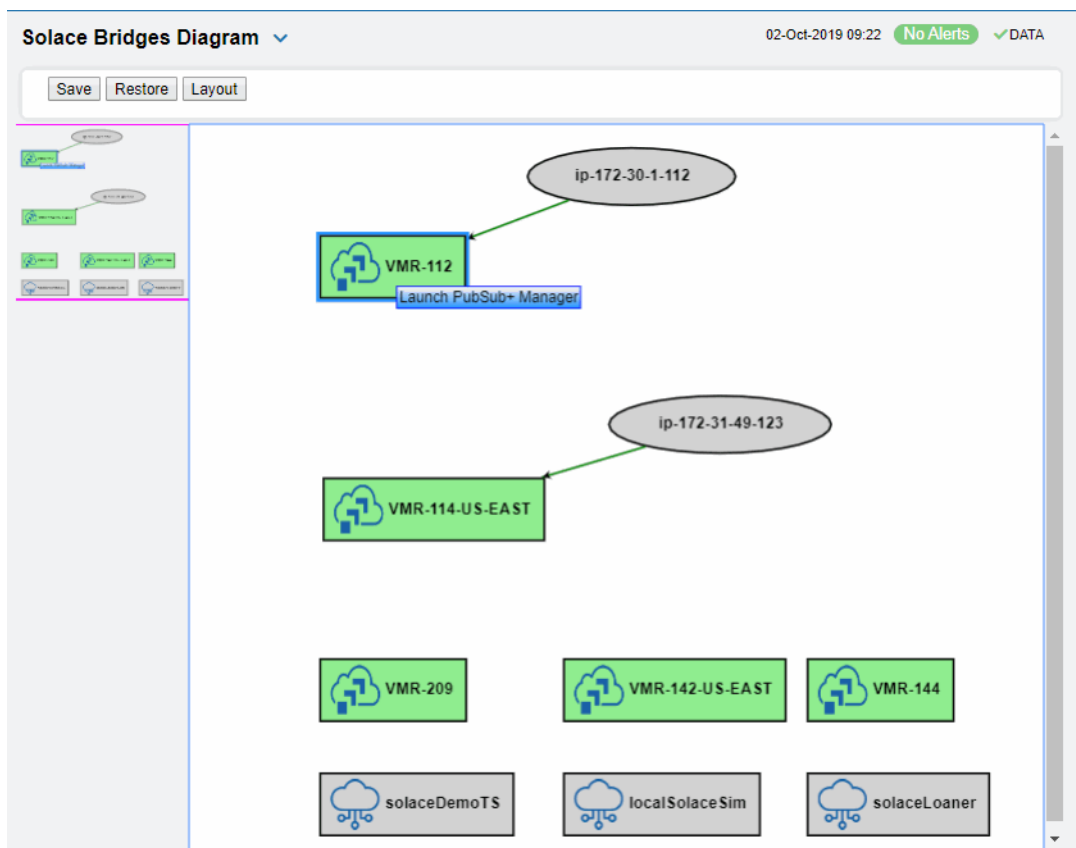 Solace Bridges Diagram
02-Oct-2019 09:22 No Alerts DATA
Save Restore Layout
ip-172-30-1-112
VMR-112
Launch PubSub+ Manager
ip-172-31-49-123
VMR-114-US-EAST
VMR-209 VMR-142-US-EAST VMR-144
solaceDemoTS localSolaceSim solaceLoaner